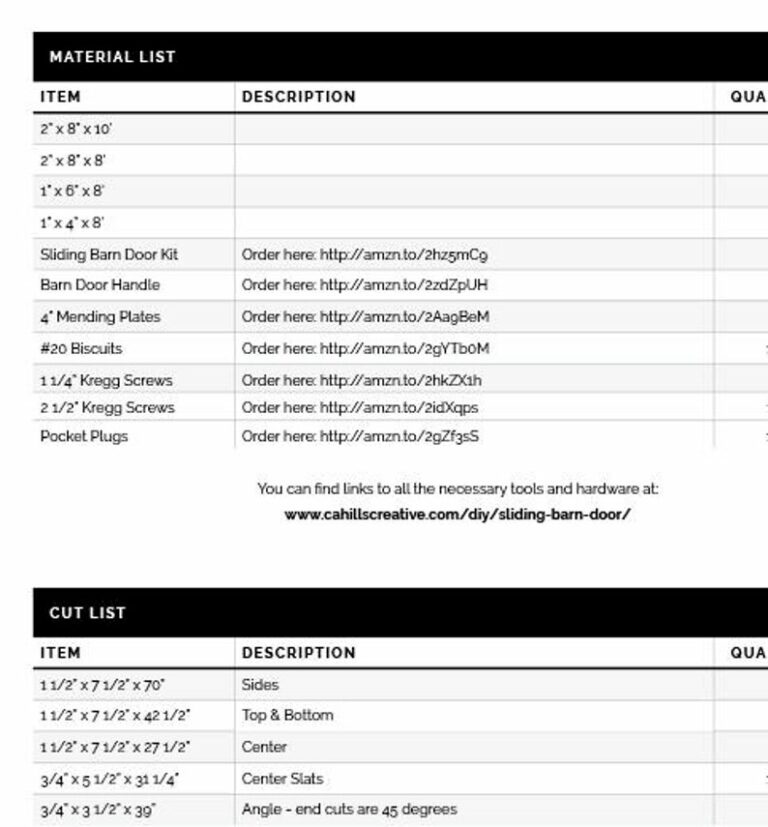 MATERIAL LIST
ITEM DESCRIPTION QUA
2" x 8" x 10'
2" x 8" x 8'
1" x 6" x 8'
1" x 4" x 8'
Sliding Barn Door Kit Order here: http://amzn.to/2hz5mC9
Barn Door Handle Order here: http://amzn.to/2zdZpUH
4" Mending Plates Order here: http://amzn.to/2Aa9BeM
#20 Biscuits Order here: http://amzn.to/2gYTb0M
1 1/4" Kregg Screws Order here: http://amzn.to/2hkZX1h
2 1/2" Kregg Screws Order here: http://amzn.to/2idXqps
Pocket Plugs Order here: http://amzn.to/2gZf3sS
You can find links to all the necessary tools and hardware at:
www.cahillscreative.com/diy/sliding-barn-door/
CUT LIST
ITEM DESCRIPTION QUA
1 1/2" x 7 1/2" x 70" Sides
1 1/2" x 7 1/2" x 42 1/2" Top & Bottom
1 1/2" x 7 1/2" x 27 1/2" Center
3/4" x 5 1/2" x 31 1/4" Center Slats
3/4" x 3 1/2" x 39" Angle - end cuts are 45 degrees